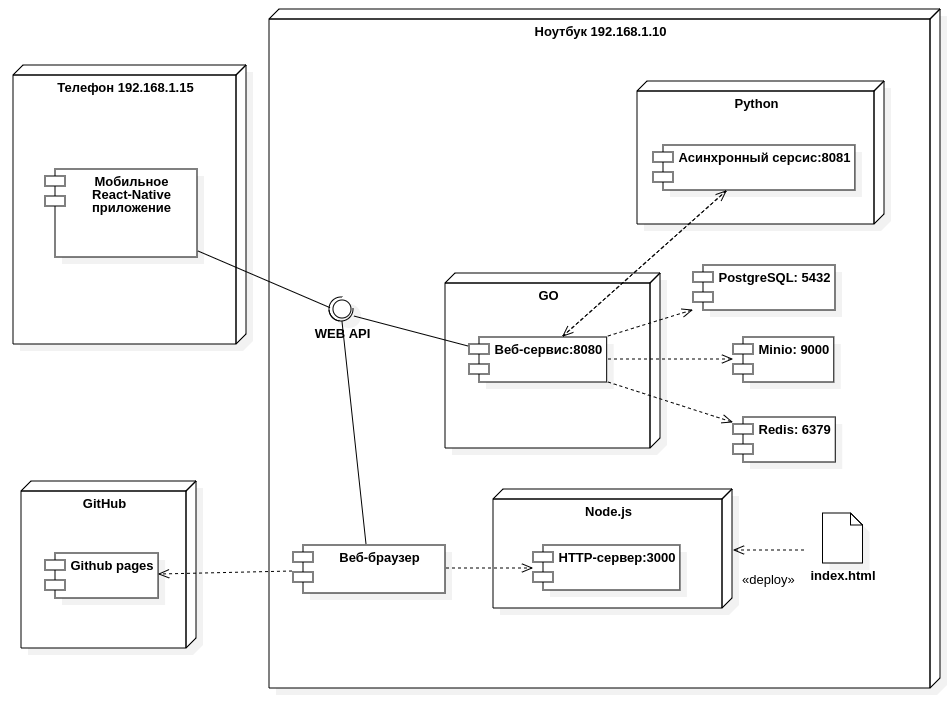 Ноутбук 192.168.1.10
Телефон 192.168.1.15
Python
Асинхронный серсис:8081
Мобильное
React-Native
приложение
PostgreSQL: 5432
GO
WEB API
Веб-сервис:8080
Minio: 9000
Redis: 6379
GitHub
Node.js
Github pages
Веб-браузер
HTTP-сервер:3000
«deploy»
index.html